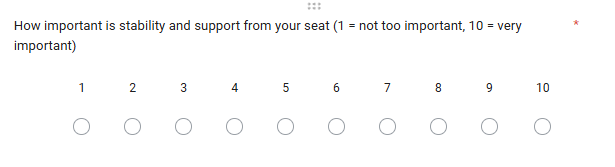 How important is stability and support from your seat (1 = not too important, 10 = very *
important)
1 2 3 4 5 6 7 8 9 10